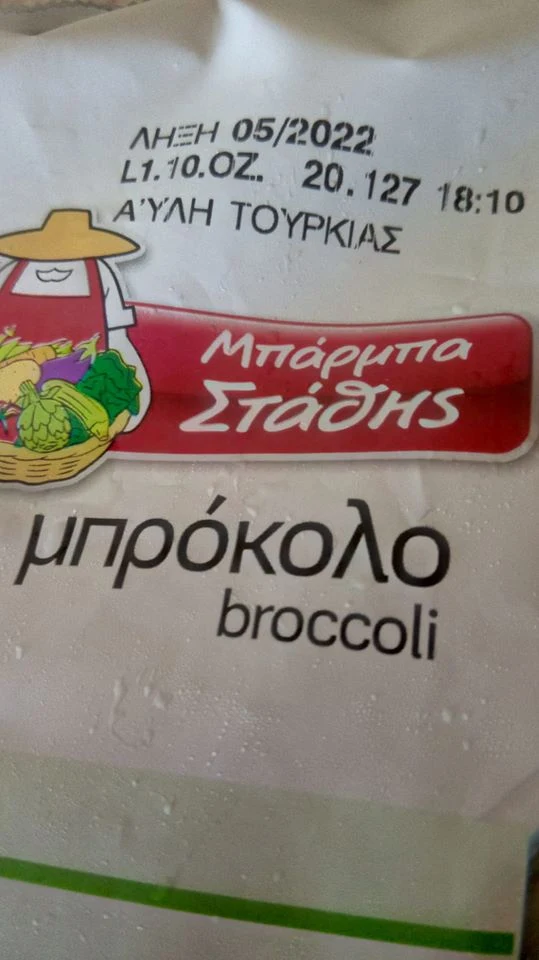 ΛΗΞΗ 05/2022
L1.10.OZ. 20.127 18:10
Α'ΥΛΗ ΤΟΥΡΚΙΑΣ
Μπάρμπα
Στάθης
μπρόκολο
broccoli